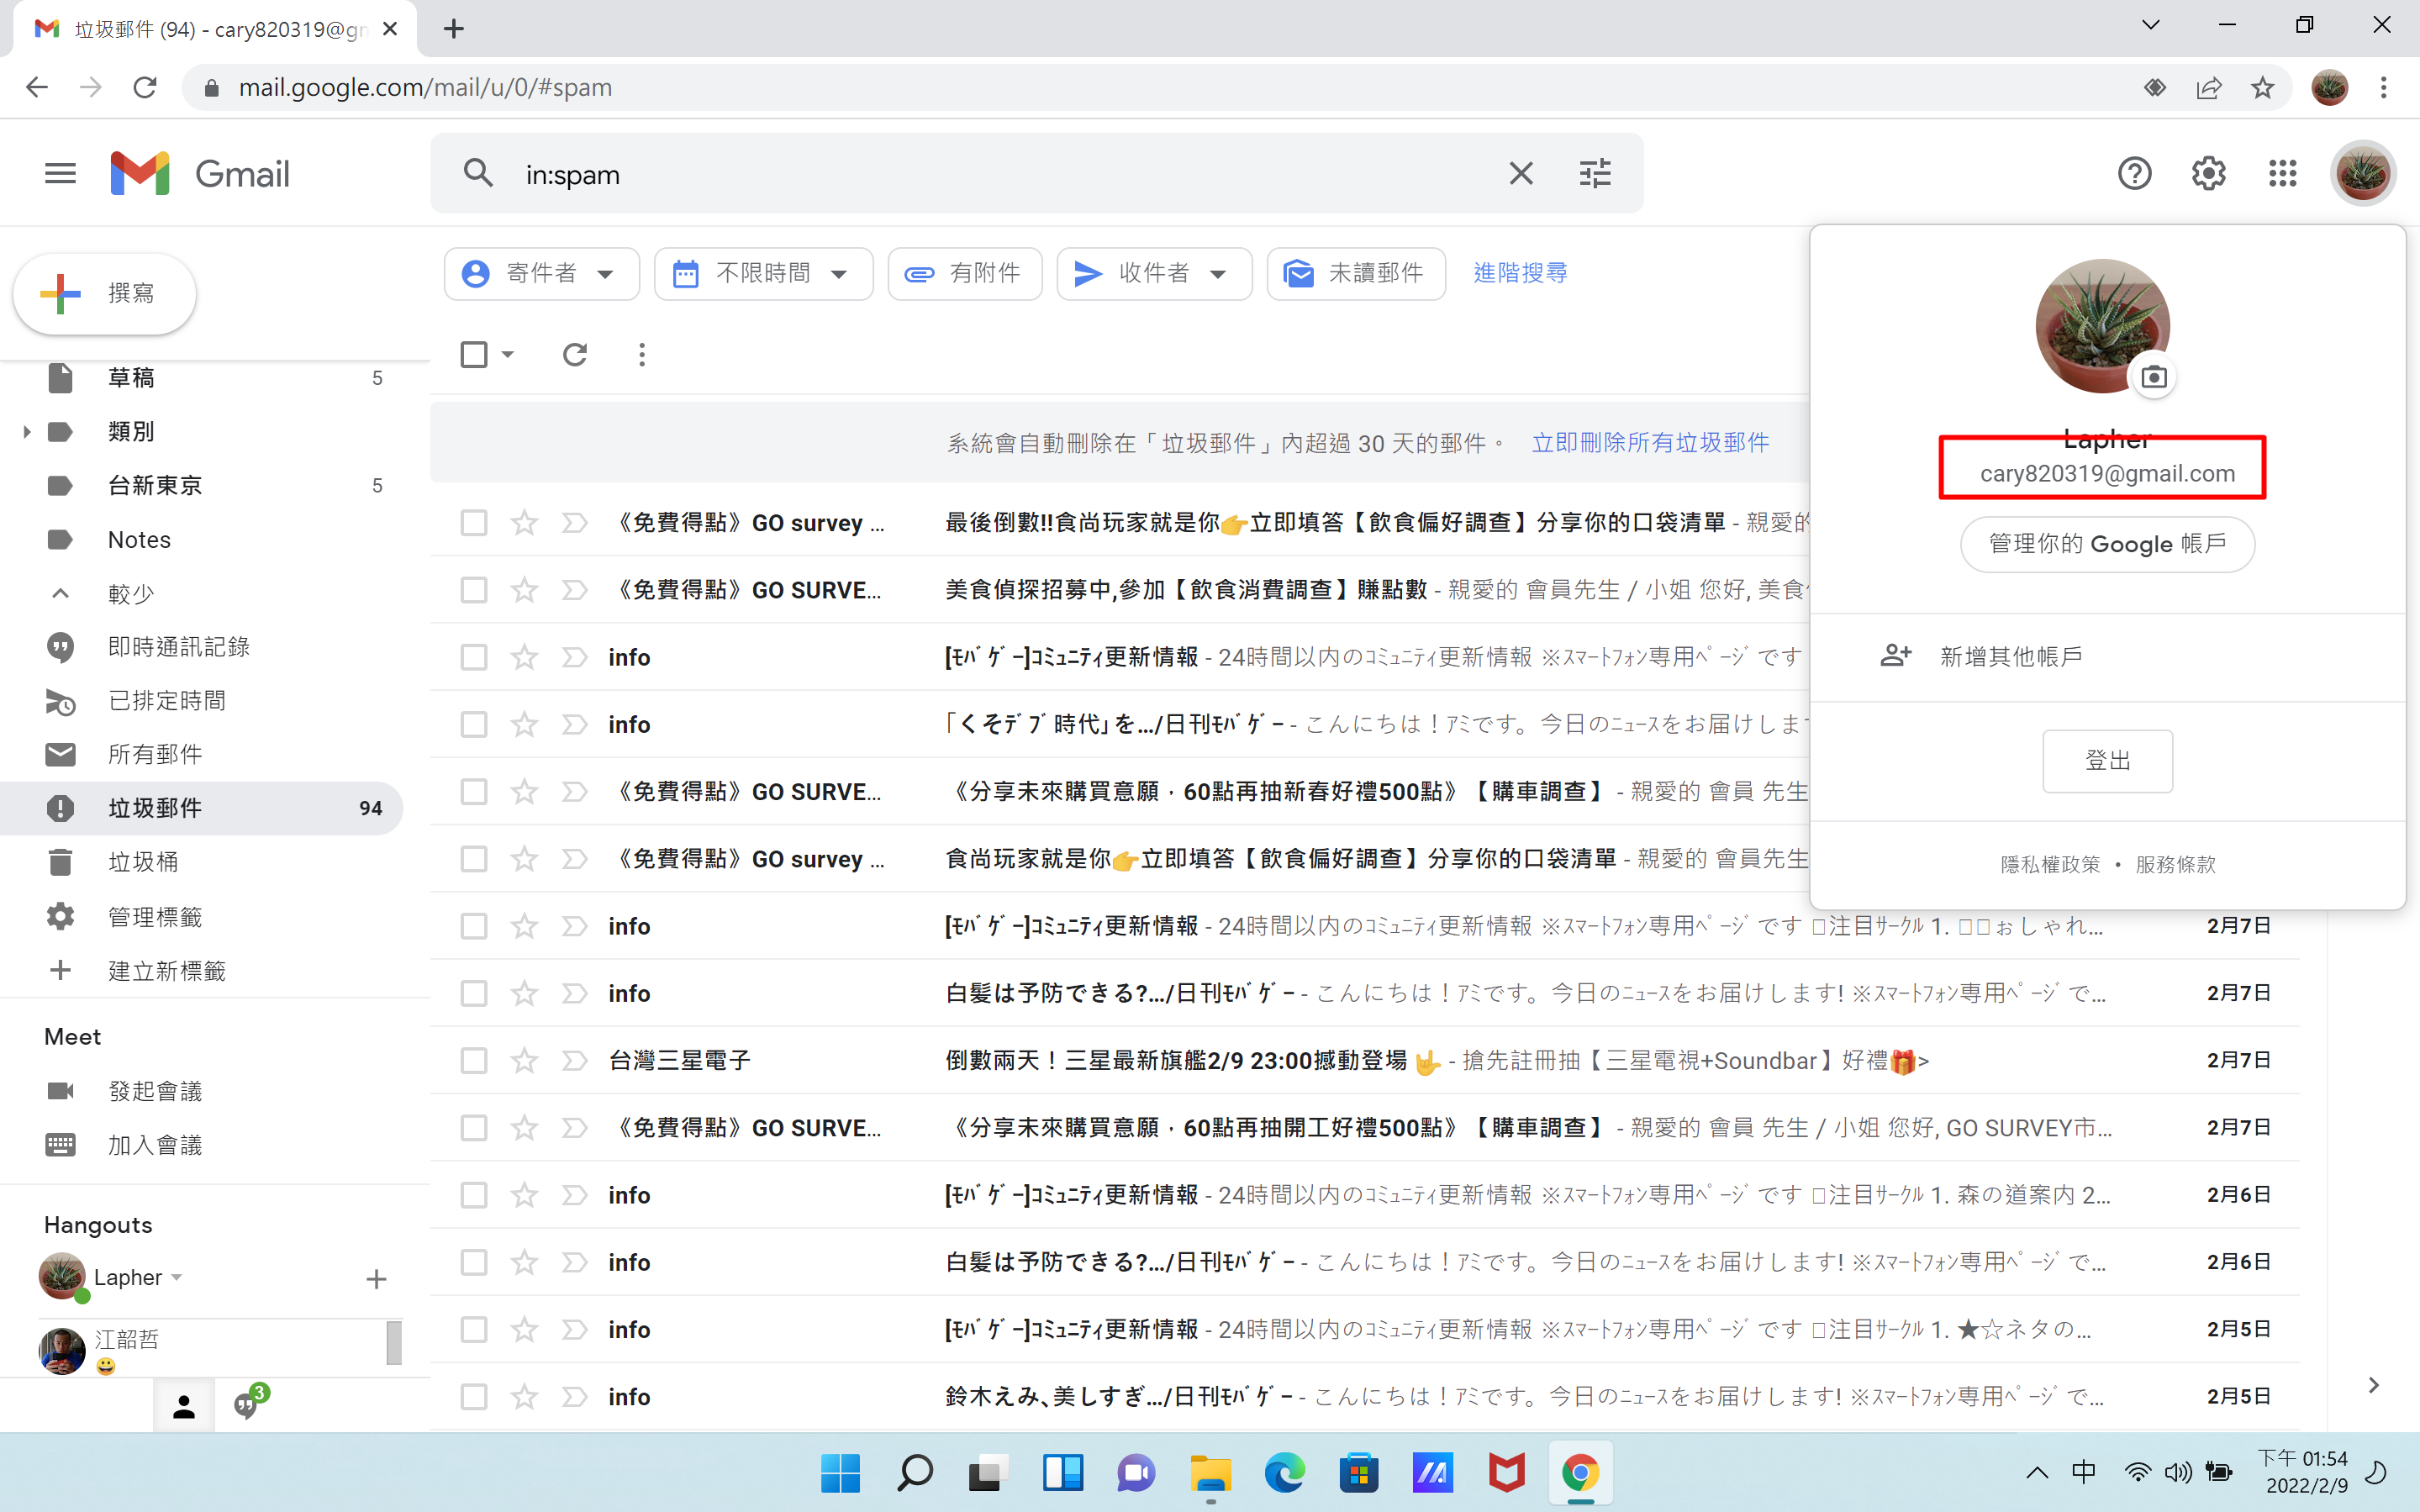 垃圾郵件 (94) - cary820319@gm
mail.google.com/mail/u/0/#spam
Gmail
in:spam
撰寫
寄件者
不限時間
有附件
收件者
未讀郵件
進階搜尋
草稿 5
類別
台新東京 5
Notes
較少
即時通訊記錄
已排定時間
所有郵件
垃圾郵件 94
垃圾桶
管理標籤
建立新標籤
Meet
發起會議
加入會議
Hangouts
Lapher
江韶哲
😀
3
系統會自動刪除在「垃圾郵件」內超過 30 天的郵件。 立即刪除所有垃圾郵件
《免費得點》GO survey ... 最後倒數!!食尚玩家就是你👉立即填答【飲食偏好調查】分享你的口袋清單 - 親愛的
《免費得點》GO SURVE... 美食偵探招募中,參加【飲食消費調查】賺點數 - 親愛的 會員先生 / 小姐 您好, 美食
info [ﾓﾊﾞｹﾞｰ]ｺﾐｭﾆﾃｨ更新情報 - 24時間以内のｺﾐｭﾆﾃｨ更新情報 ※ｽﾏｰﾄﾌｫﾝ専用ﾍﾟｰｼﾞです
info 「くそﾃﾞﾌﾞ時代」を…/日刊ﾓﾊﾞｹﾞｰ - こんにちは！ｱﾐです。今日のﾆｭｰｽをお届けしま
《免費得點》GO SURVE... 《分享未來購買意願，60點再抽新春好禮500點》【購車調查】 - 親愛的 會員 先生
《免費得點》GO survey ... 食尚玩家就是你👉立即填答【飲食偏好調查】分享你的口袋清單 - 親愛的 會員先生
info [ﾓﾊﾞｹﾞｰ]ｺﾐｭﾆﾃｨ更新情報 - 24時間以内のｺﾐｭﾆﾃｨ更新情報 ※ｽﾏｰﾄﾌｫﾝ専用ﾍﾟｰｼﾞです □注目ｻｰｸﾙ 1. □□ぉしゃれ... 2月7日
info 白髪は予防できる?…/日刊ﾓﾊﾞｹﾞｰ - こんにちは！ｱﾐです。今日のﾆｭｰｽをお届けします! ※ｽﾏｰﾄﾌｫﾝ専用ﾍﾟｰｼﾞで... 2月7日
台灣三星電子 倒數兩天！三星最新旗艦2/9 23:00撼動登場🤟 - 搶先註冊抽【三星電視+Soundbar】好禮🎁> 2月7日
《免費得點》GO SURVE... 《分享未來購買意願，60點再抽開工好禮500點》【購車調查】 - 親愛的 會員 先生 / 小姐 您好, GO SURVEY市... 2月7日
info [ﾓﾊﾞｹﾞｰ]ｺﾐｭﾆﾃｨ更新情報 - 24時間以内のｺﾐｭﾆﾃｨ更新情報 ※ｽﾏｰﾄﾌｫﾝ専用ﾍﾟｰｼﾞです □注目ｻｰｸﾙ 1. 森の道案内 2... 2月6日
info 白髪は予防できる?…/日刊ﾓﾊﾞｹﾞｰ - こんにちは！ｱﾐです。今日のﾆｭｰｽをお届けします! ※ｽﾏｰﾄﾌｫﾝ専用ﾍﾟｰｼﾞで... 2月6日
info [ﾓﾊﾞｹﾞｰ]ｺﾐｭﾆﾃｨ更新情報 - 24時間以内のｺﾐｭﾆﾃｨ更新情報 ※ｽﾏｰﾄﾌｫﾝ専用ﾍﾟｰｼﾞです □注目ｻｰｸﾙ 1. ★☆ネタの... 2月5日
info 鈴木えみ、美しすぎ…/日刊ﾓﾊﾞｹﾞｰ - こんにちは！ｱﾐです。今日のﾆｭｰｽをお届けします! ※ｽﾏｰﾄﾌｫﾝ専用ﾍﾟｰｼﾞで... 2月5日
Lapher
cary820319@gmail.com
管理你的 Google 帳戶
新增其他帳戶
登出
隱私權政策 • 服務條款
中
下午 01:54
2022/2/9